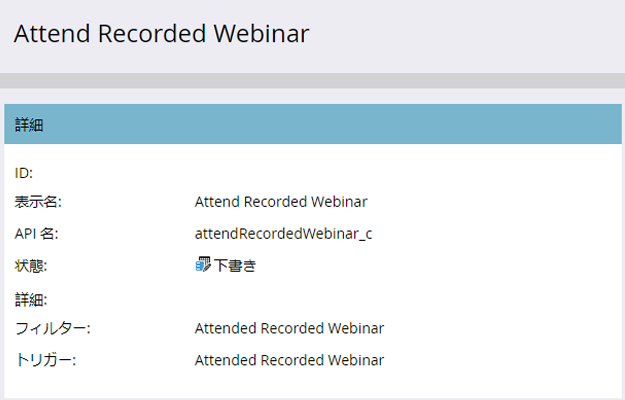 Attend Recorded Webinar
詳細
ID:
表示名: Attend Recorded Webinar
API 名: attendRecordedWebinar_c
状態: 下書き
詳細:
フィルター: Attended Recorded Webinar
トリガー: Attended Recorded Webinar